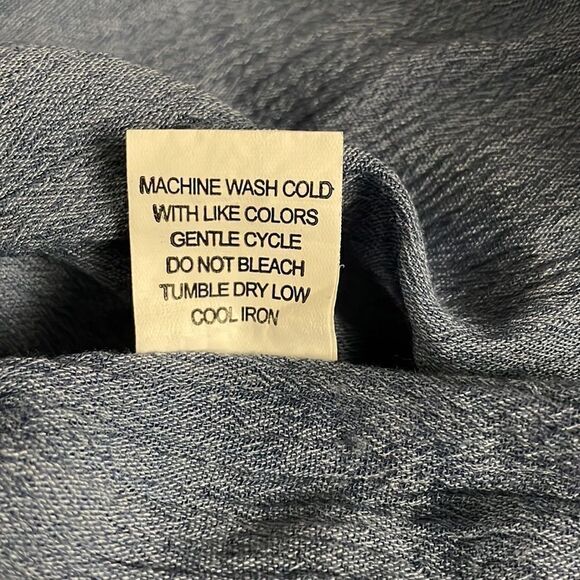 MACHINE WASH COLD
WITH LIKE COLORS
GENTLE CYCLE
DO NOT BLEACH
TUMBLE DRY LOW
COOL IRON